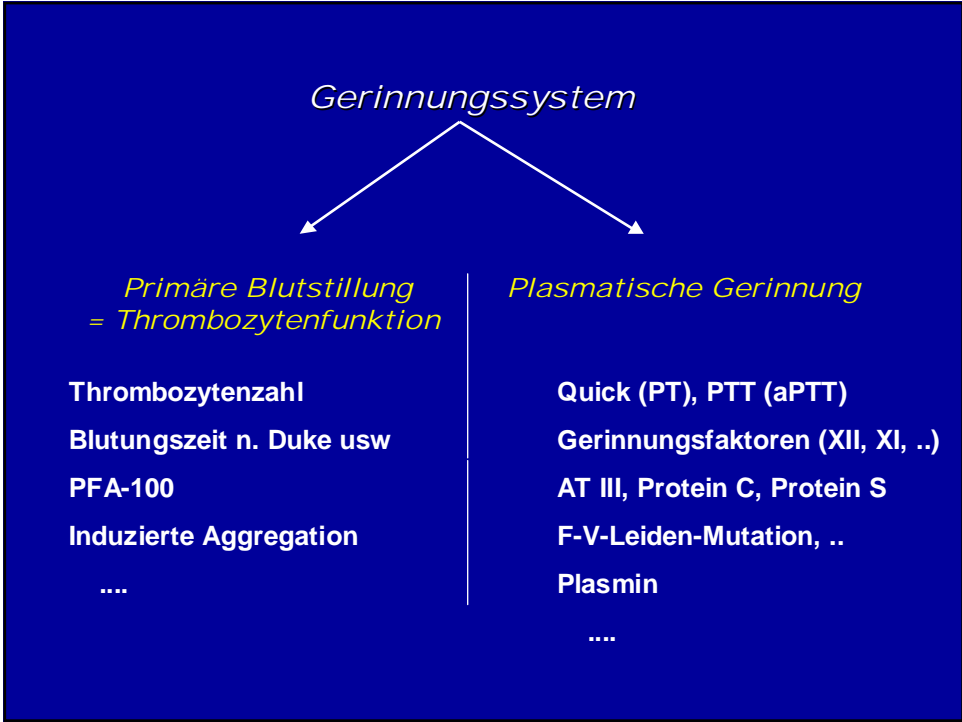 Gerinnungssystem
Primäre Blutstillung
= Thrombozytenfunktion
Thrombozytenzahl
Blutungszeit n. Duke usw
PFA-100
Induzierte Aggregation
....
Plasmatische Gerinnung
Quick (PT), PTT (aPTT)
Gerinnungsfaktoren (XII, XI, ..)
AT III, Protein C, Protein S
F-V-Leiden-Mutation, ..
Plasmin
....